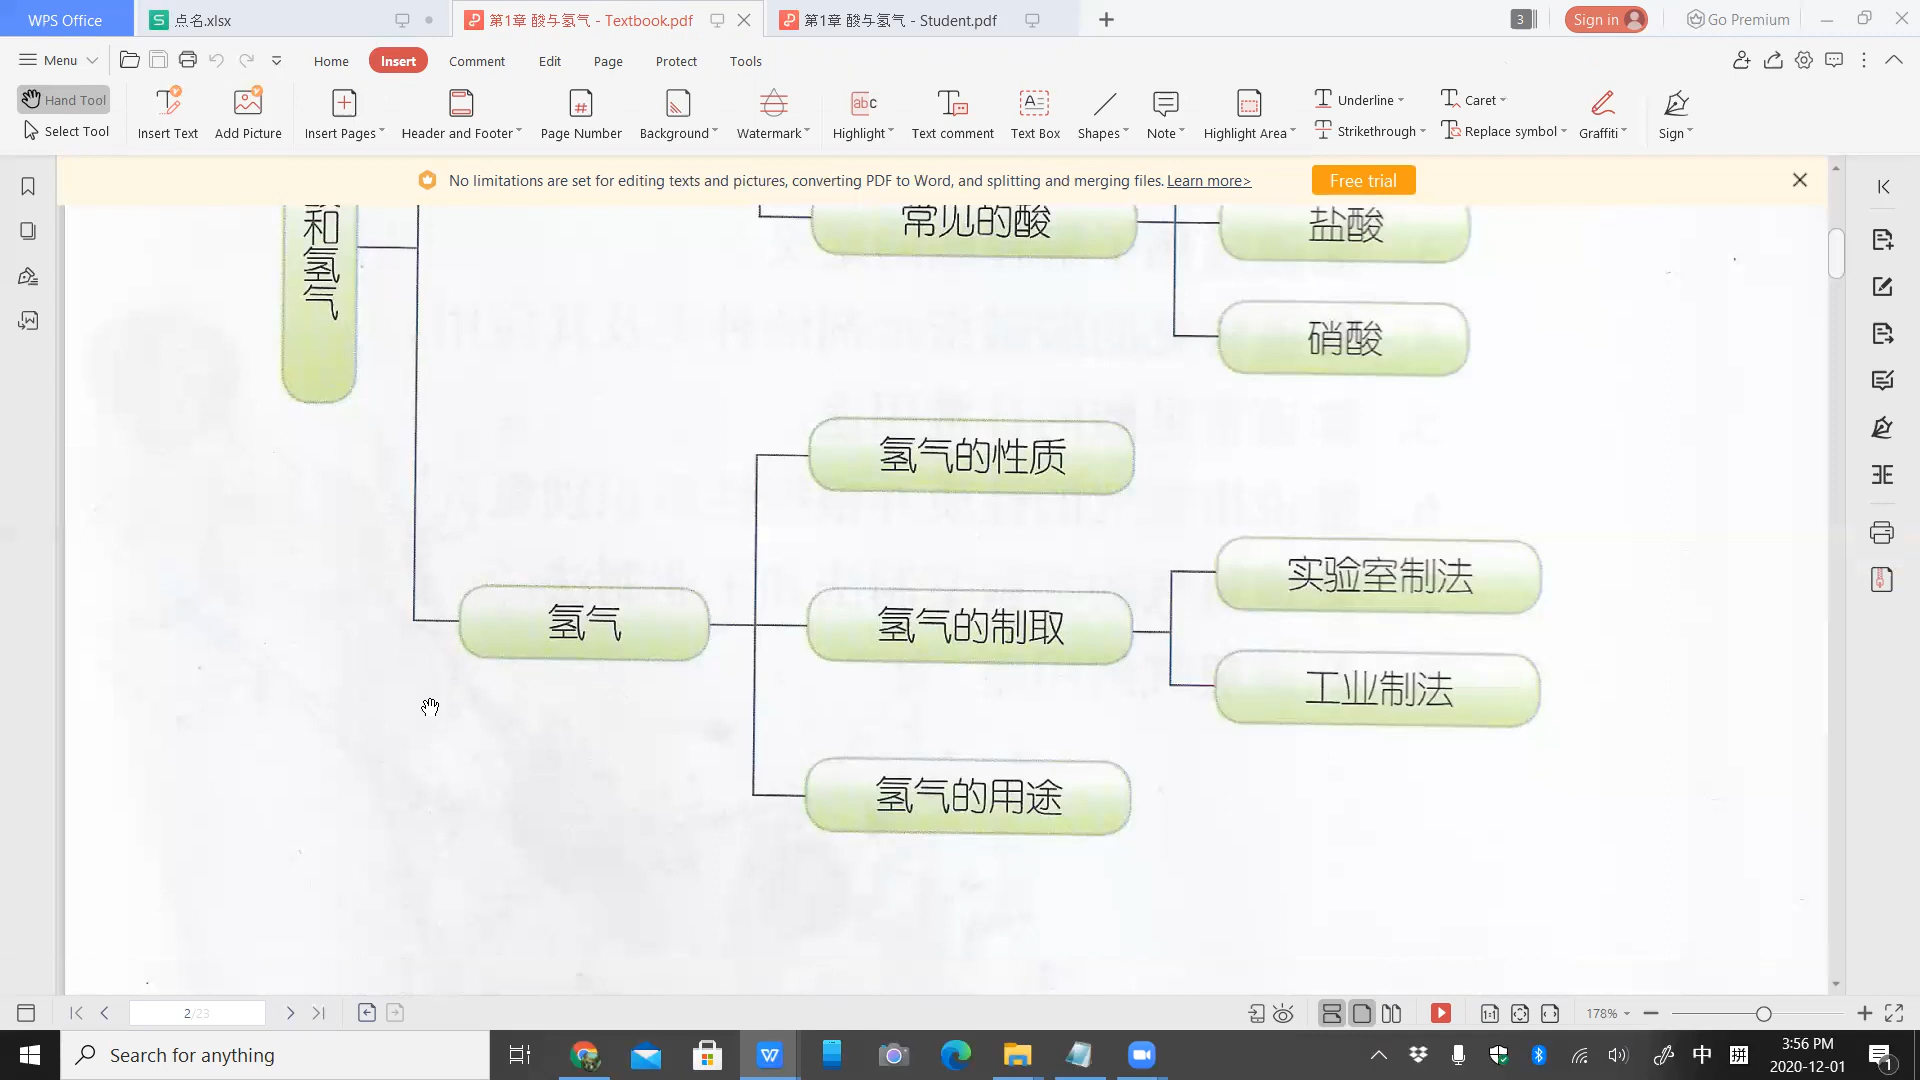 WPS Office
点名.xlsx
第1章 酸与氢气 - Textbook.pdf
第1章 酸与氢气 - Student.pdf
3
Sign in
Go Premium
Menu
Home
Insert
Comment
Edit
Page
Protect
Tools
Hand Tool
Select Tool
Insert Text
Add Picture
Insert Pages
Header and Footer
Page Number
Background
Watermark
Highlight
Text comment
Text Box
Shapes
Note
Highlight Area
Underline
Strikethrough
Caret
Replace symbol
Graffiti
Sign
No limitations are set for editing texts and pictures, converting PDF to Word, and splitting and merging files. Learn more>
Free trial
和氢气
常见的酸
盐酸
硝酸
氢气的性质
氢气
氢气的制取
实验室制法
工业制法
氢气的用途
2/23
178%
Search for anything
中
拼
3:56 PM
2020-12-01
1